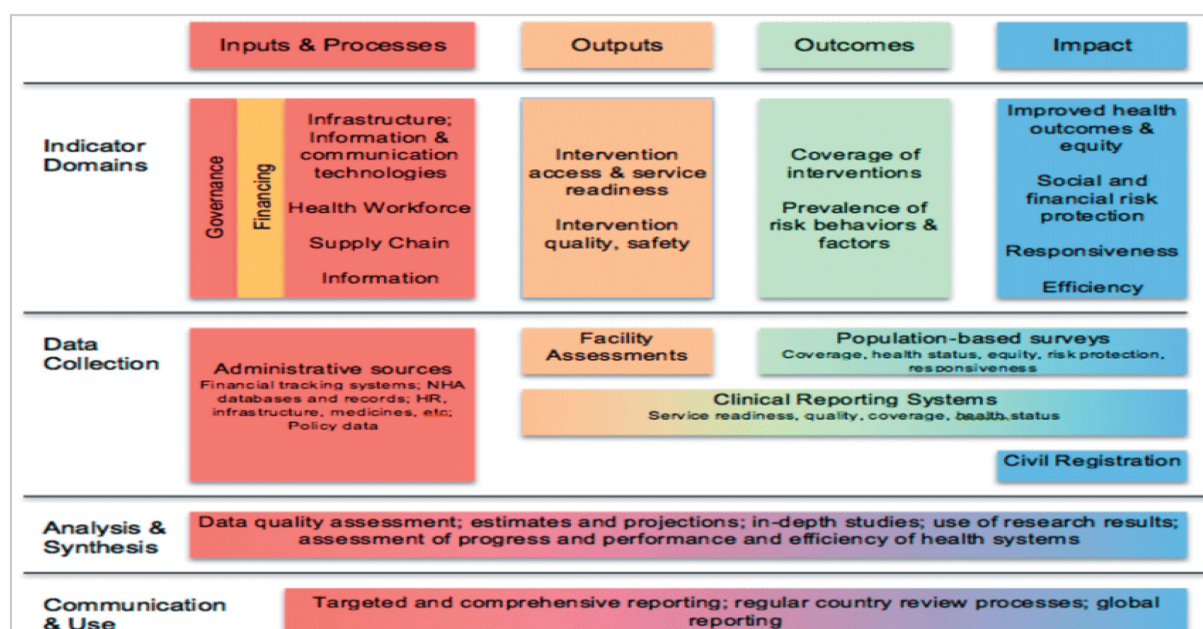 Inputs & Processes
Outputs
Outcomes
Impact
Indicator
Domains
Governance
Financing
Infrastructure;
Information &
communication
technologies
Health Workforce
Supply Chain
Information
Intervention
access & service
readiness
Intervention
quality, safety
Coverage of
interventions
Prevalence of
risk behaviors &
factors
Improved health
outcomes &
equity
Social and
financial risk
protection
Responsiveness
Efficiency
Data
Collection
Administrative sources
Financial tracking systems; NHA
databases and records; HR,
infrastructure, medicines, etc;
Policy data
Facility
Assessments
Population-based surveys
Coverage, health status, equity, risk protection,
responsiveness
Clinical Reporting Systems
Service readiness, quality, coverage, health status
Civil Registration
Analysis &
Synthesis
Data quality assessment; estimates and projections; in-depth studies; use of research results;
assessment of progress and performance and efficiency of health systems
Communication
& Use
Targeted and comprehensive reporting; regular country review processes; global
reporting